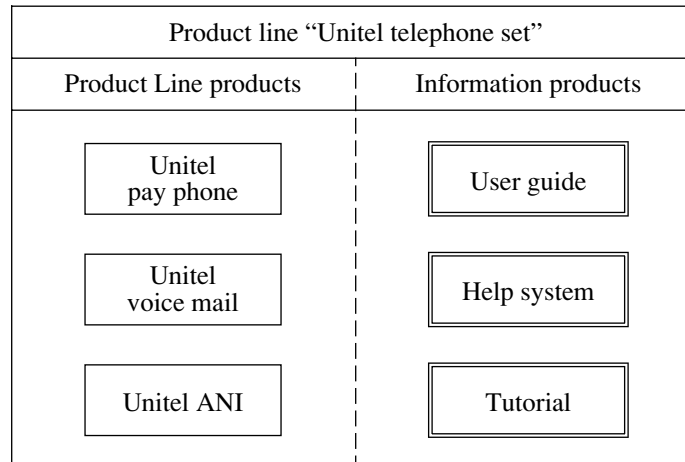 Product line “Unitel telephone set”
Product Line products
Information products
Unitel
pay phone
User guide
Unitel
voice mail
Help system
Unitel ANI
Tutorial